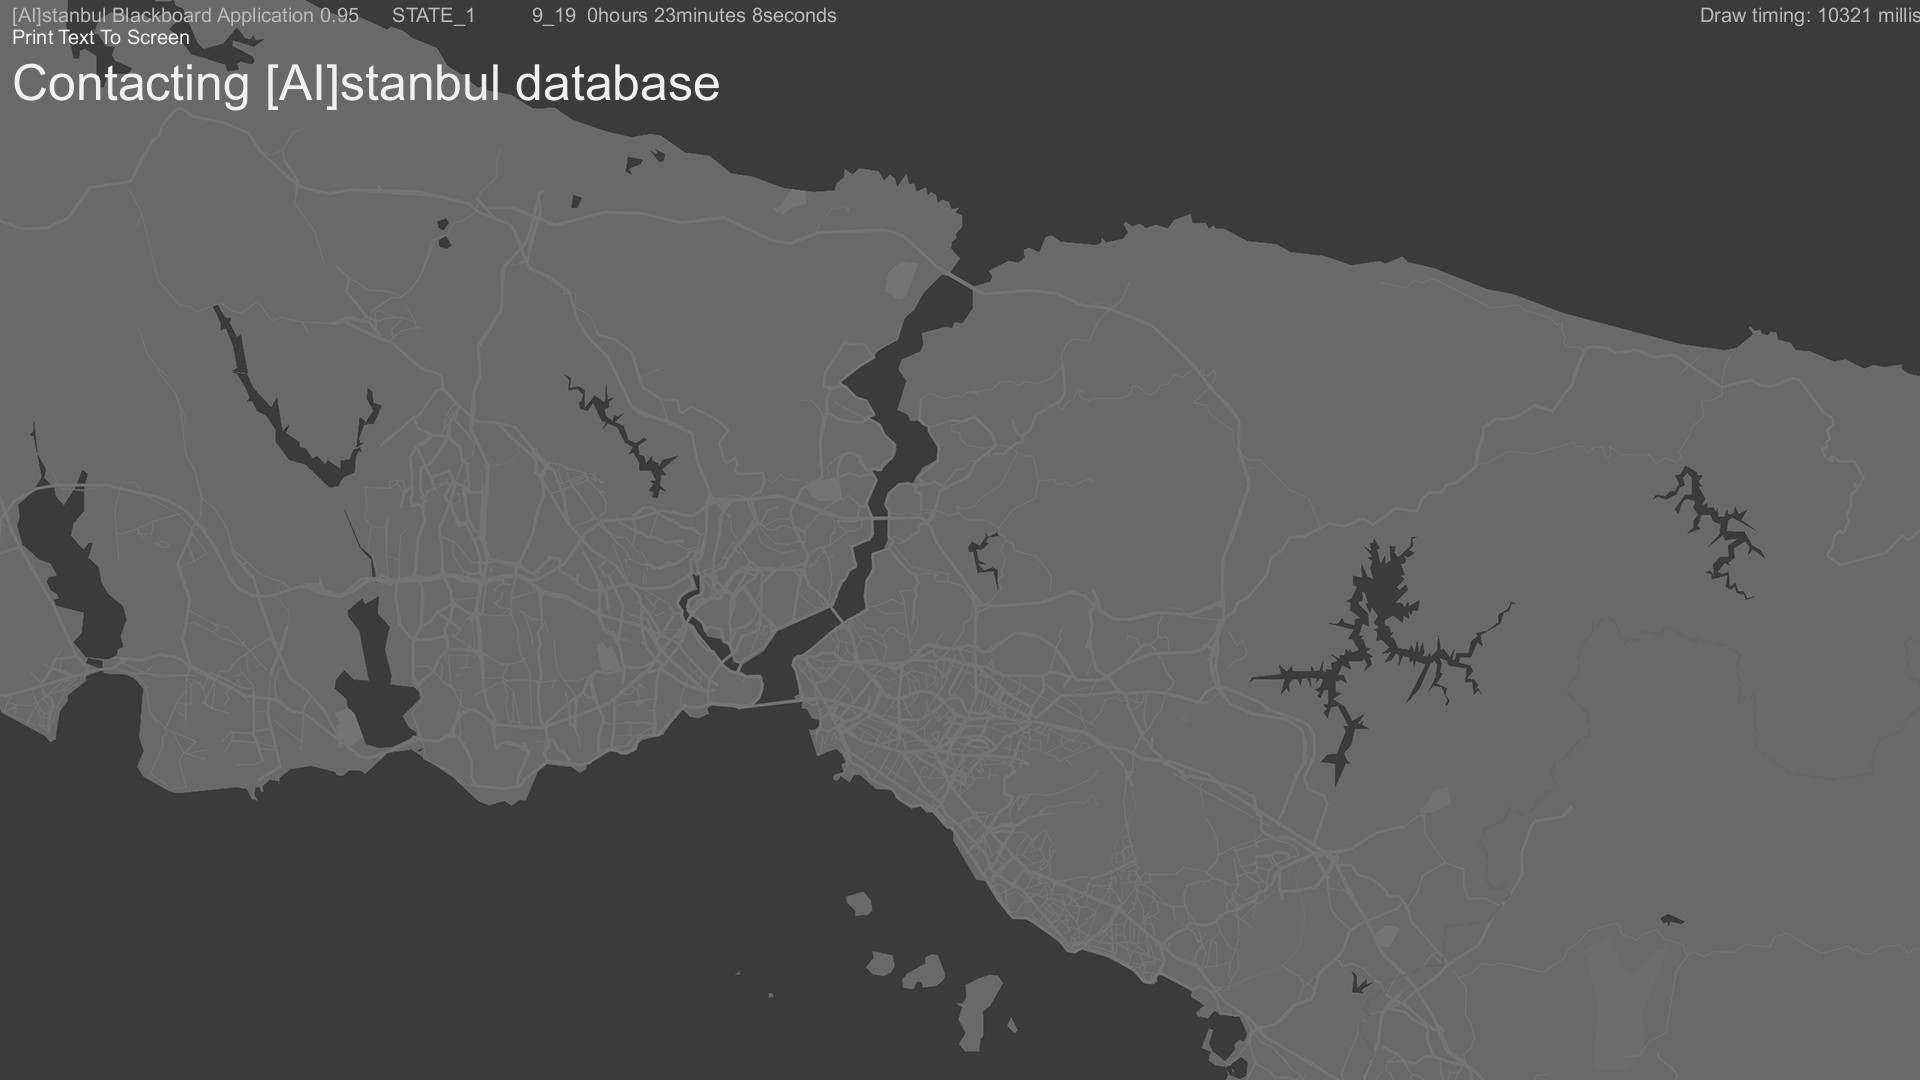 [AI]stanbul Blackboard Application 0.95 STATE_1 9_19 0hours 23minutes 8seconds Draw timing: 10321 millis
Print Text To Screen
Contacting [AI]stanbul database